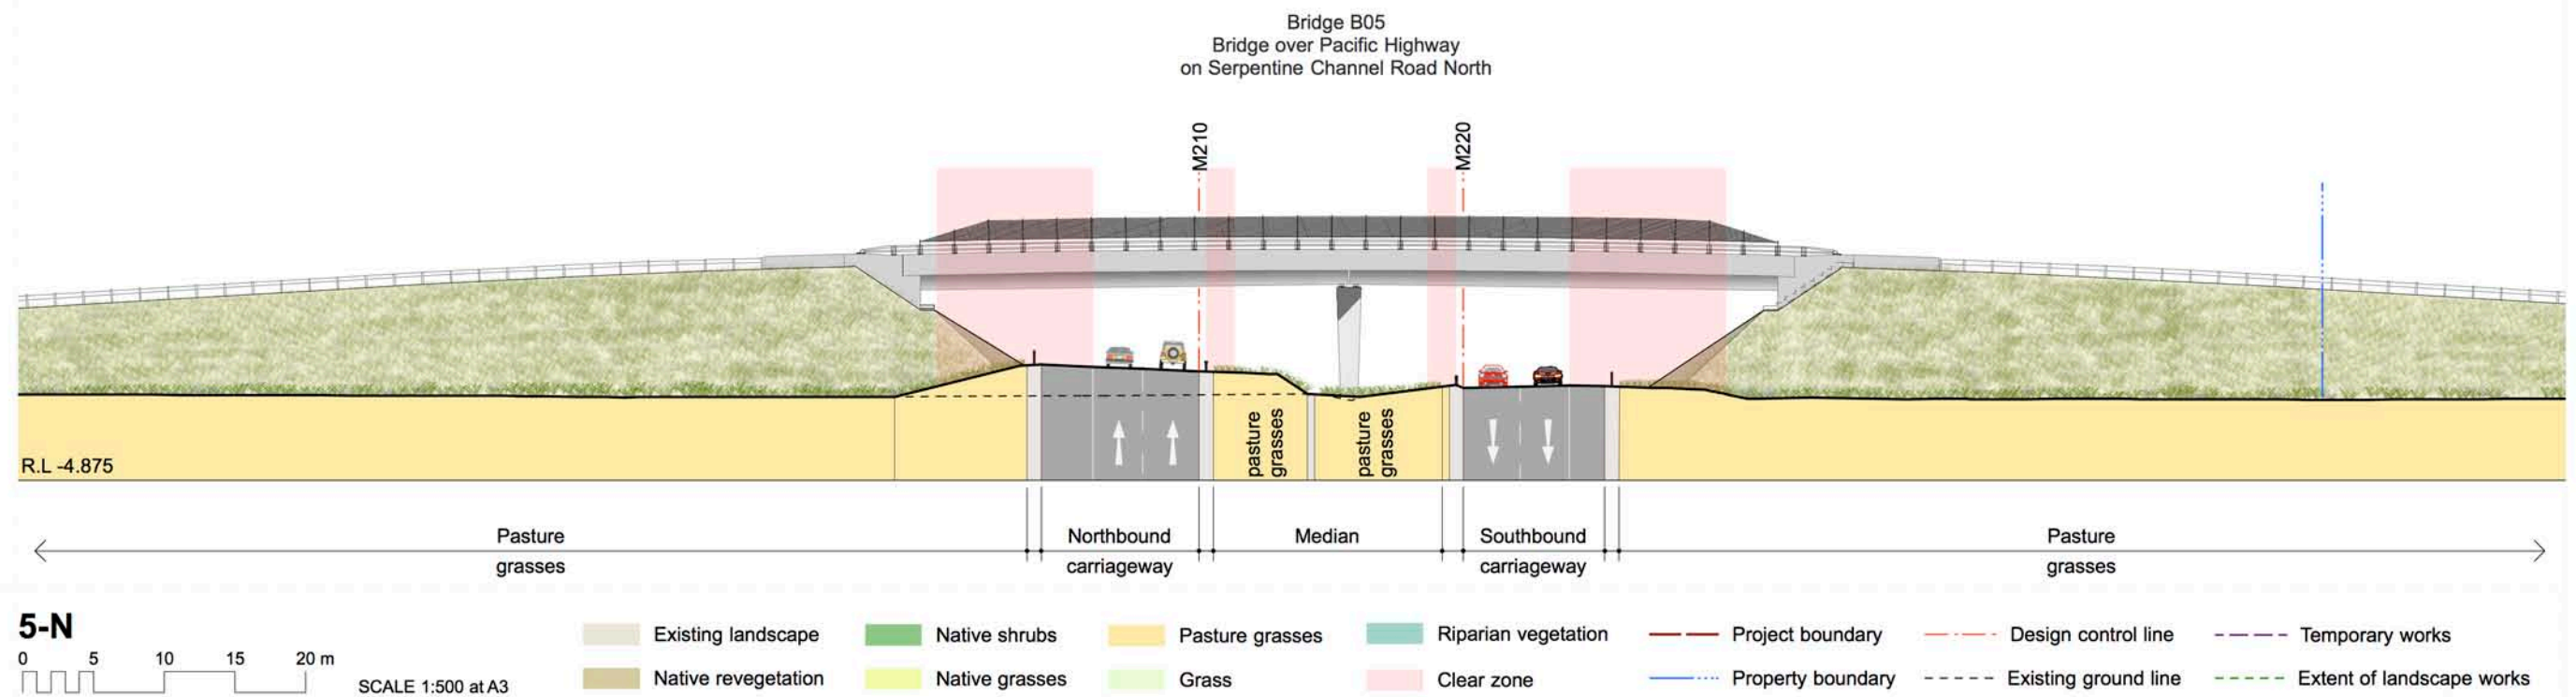 Bridge B05
Bridge over Pacific Highway
on Serpentine Channel Road North
M210
M220
pasture
grasses
pasture
grasses
R.L -4.875
Pasture
grasses
Northbound
carriageway
Median
Southbound
carriageway
Pasture
grasses
5-N
0 5 10 15 20 m
SCALE 1:500 at A3
Existing landscape
Native revegetation
Native shrubs
Native grasses
Pasture grasses
Grass
Riparian vegetation
Clear zone
Project boundary
Property boundary
Design control line
Existing ground line
Temporary works
Extent of landscape works